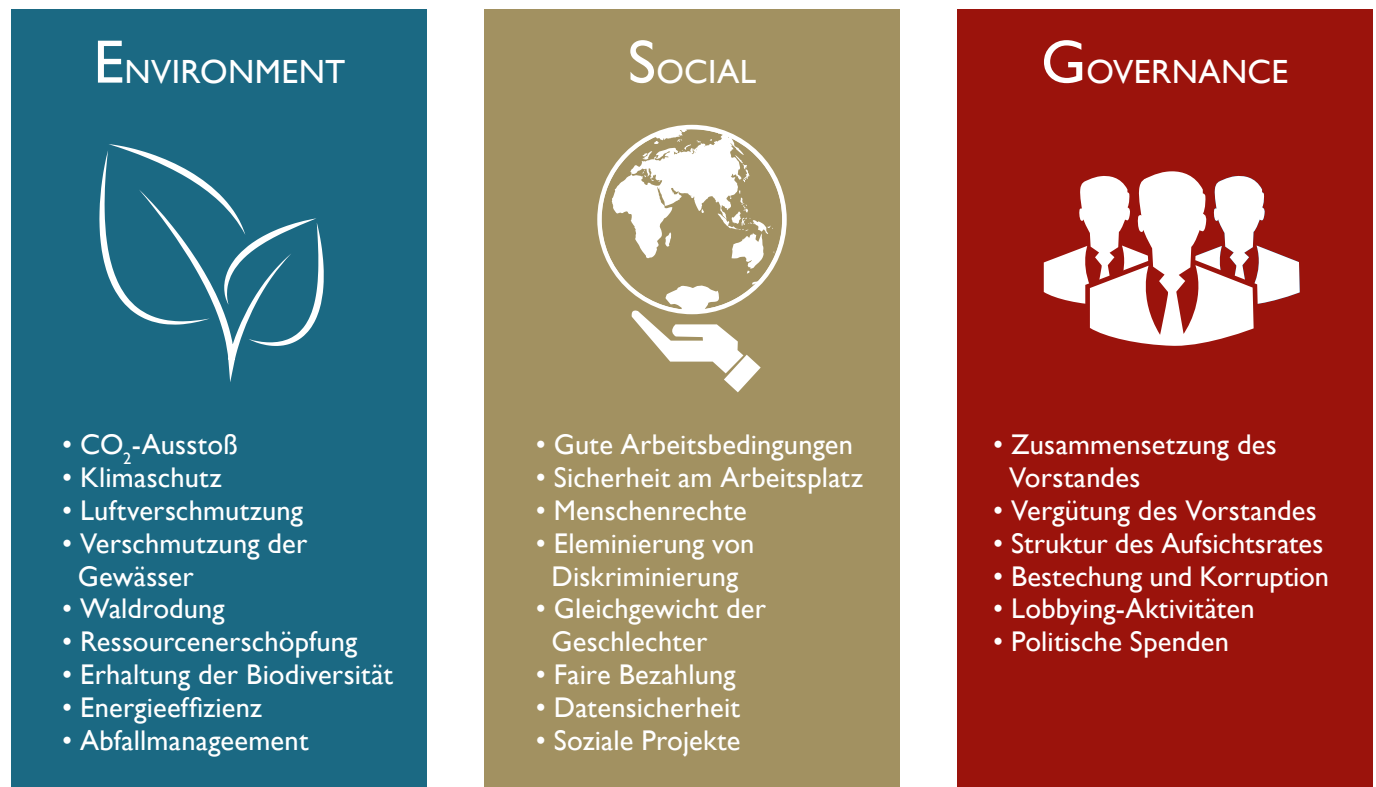 ENVIRONMENT
• CO₂-Ausstoß
• Klimaschutz
• Luftverschmutzung
• Verschmutzung der
Gewässer
• Waldrodung
• Ressourcenerschöpfung
• Erhaltung der Biodiversität
• Energieeffizienz
• Abfallmanageement
SOCIAL
• Gute Arbeitsbedingungen
• Sicherheit am Arbeitsplatz
• Menschenrechte
• Eleminierung von
Diskriminierung
• Gleichgewicht der
Geschlechter
• Faire Bezahlung
• Datensicherheit
• Soziale Projekte
GOVERNANCE
• Zusammensetzung des
Vorstandes
• Vergütung des Vorstandes
• Struktur des Aufsichtsrates
• Bestechung und Korruption
• Lobbying-Aktivitäten
• Politische Spenden